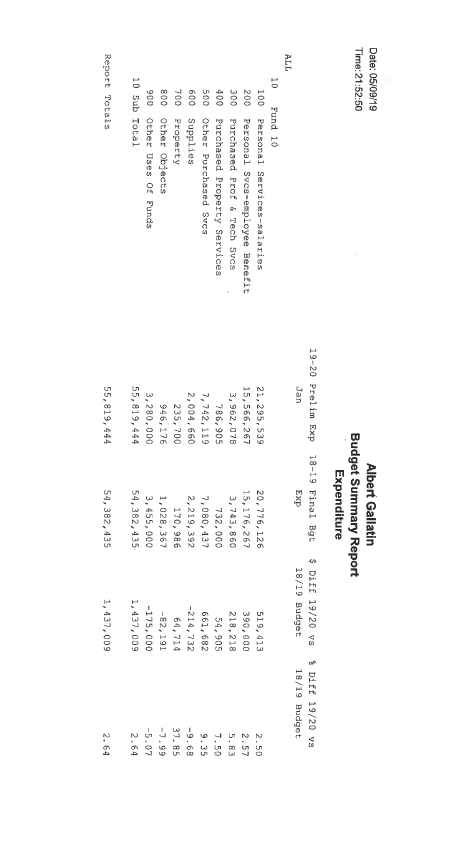 Date: 05/09/19
Time: 21:52:50
Albert Gallatin
Budget Summary Report
Expenditure
19-20 Prelim Exp 18-19 Final Bgt $ Diff 19/20 vs % Diff 19/20 vs
Jan Exp 18/19 Budget 18/19 Budget
ALL
10 Fund 10
100 Personal Services-salaries 21,295,539 20,776,126 519,413 2.50
200 Personal Svcs-employee Benefit 15,566,267 15,176,267 390,000 2.57
300 Purchased Prof & Tech Svcs 3,962,078 3,743,860 218,218 5.83
400 Purchased Property Services 786,905 732,000 54,905 7.50
500 Other Purchased Svcs 7,742,119 7,080,437 661,682 9.35
600 Supplies 2,004,660 2,219,392 -214,732 -9.68
700 Property 235,700 170,986 64,714 37.85
800 Other Objects 946,176 1,028,367 -82,191 -7.99
900 Other Uses Of Funds 3,280,000 3,455,000 -175,000 -5.07
10 Sub Total 55,819,444 54,382,435 1,437,009 2.64
Report Totals 55,819,444 54,382,435 1,437,009 2.64